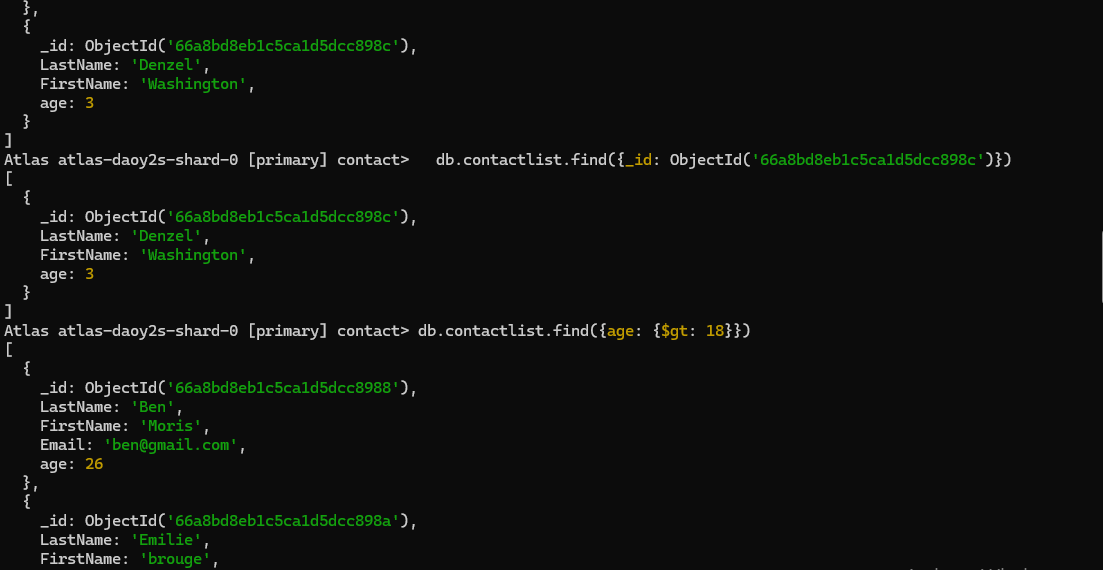 },
{
_id: ObjectId('66a8bd8eb1c5ca1d5dcc898c'),
LastName: 'Denzel',
FirstName: 'Washington',
age: 3
}
]
Atlas atlas-daoy2s-shard-0 [primary] contact>   db.contactlist.find({_id: ObjectId('66a8bd8eb1c5ca1d5dcc898c')})
[
{
_id: ObjectId('66a8bd8eb1c5ca1d5dcc898c'),
LastName: 'Denzel',
FirstName: 'Washington',
age: 3
}
]
Atlas atlas-daoy2s-shard-0 [primary] contact> db.contactlist.find({age: {$gt: 18}})
[
{
_id: ObjectId('66a8bd8eb1c5ca1d5dcc8988'),
LastName: 'Ben',
FirstName: 'Moris',
Email: 'ben@gmail.com',
age: 26
},
{
_id: ObjectId('66a8bd8eb1c5ca1d5dcc898a'),
LastName: 'Emilie',
FirstName: 'brouge',